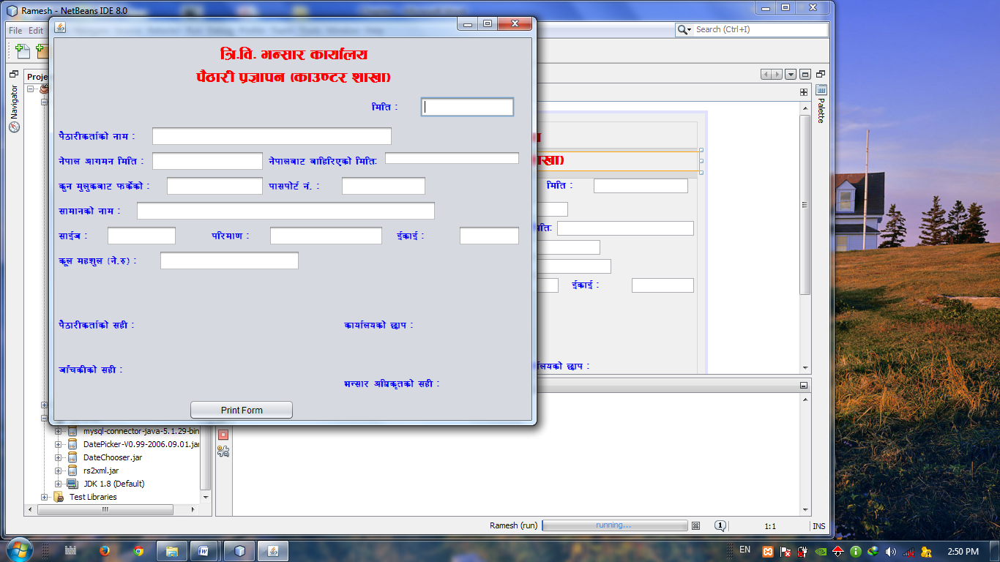 Ramesh - NetBeans IDE 8.0
File Edit
Search (Ctrl+I)
त्रि.वि. भन्सार कार्यालय
पैठारी प्रज्ञापन (काउण्टर शाखा)
मिति :
पैठारीकर्ताको नाम :
नेपाल आगमन मिति : नेपालबाट बाहिरिएको मिति:
कुन मुलुकबाट फर्केको : पासपोर्ट नं. :
सामानको नाम :
साईज : परिमाण : ईकाई :
कूल महशुल (ने.रु) :
पैठारीकर्ताको सही : कार्यालयको छाप :
जाँचकीको सही :
भन्सार अधिकृतको सही :
Print Form
Proje
Navigator
Palette
मिति :
ईकाई :
mysql-connector-java-5.1.29-bin
DatePicker-V0.99-2006.09.01.jar
DateChooser.jar
rs2xml.jar
JDK 1.8 (Default)
Test Libraries
Ramesh (run) running... 1 1:1 INS
EN 2:50 PM